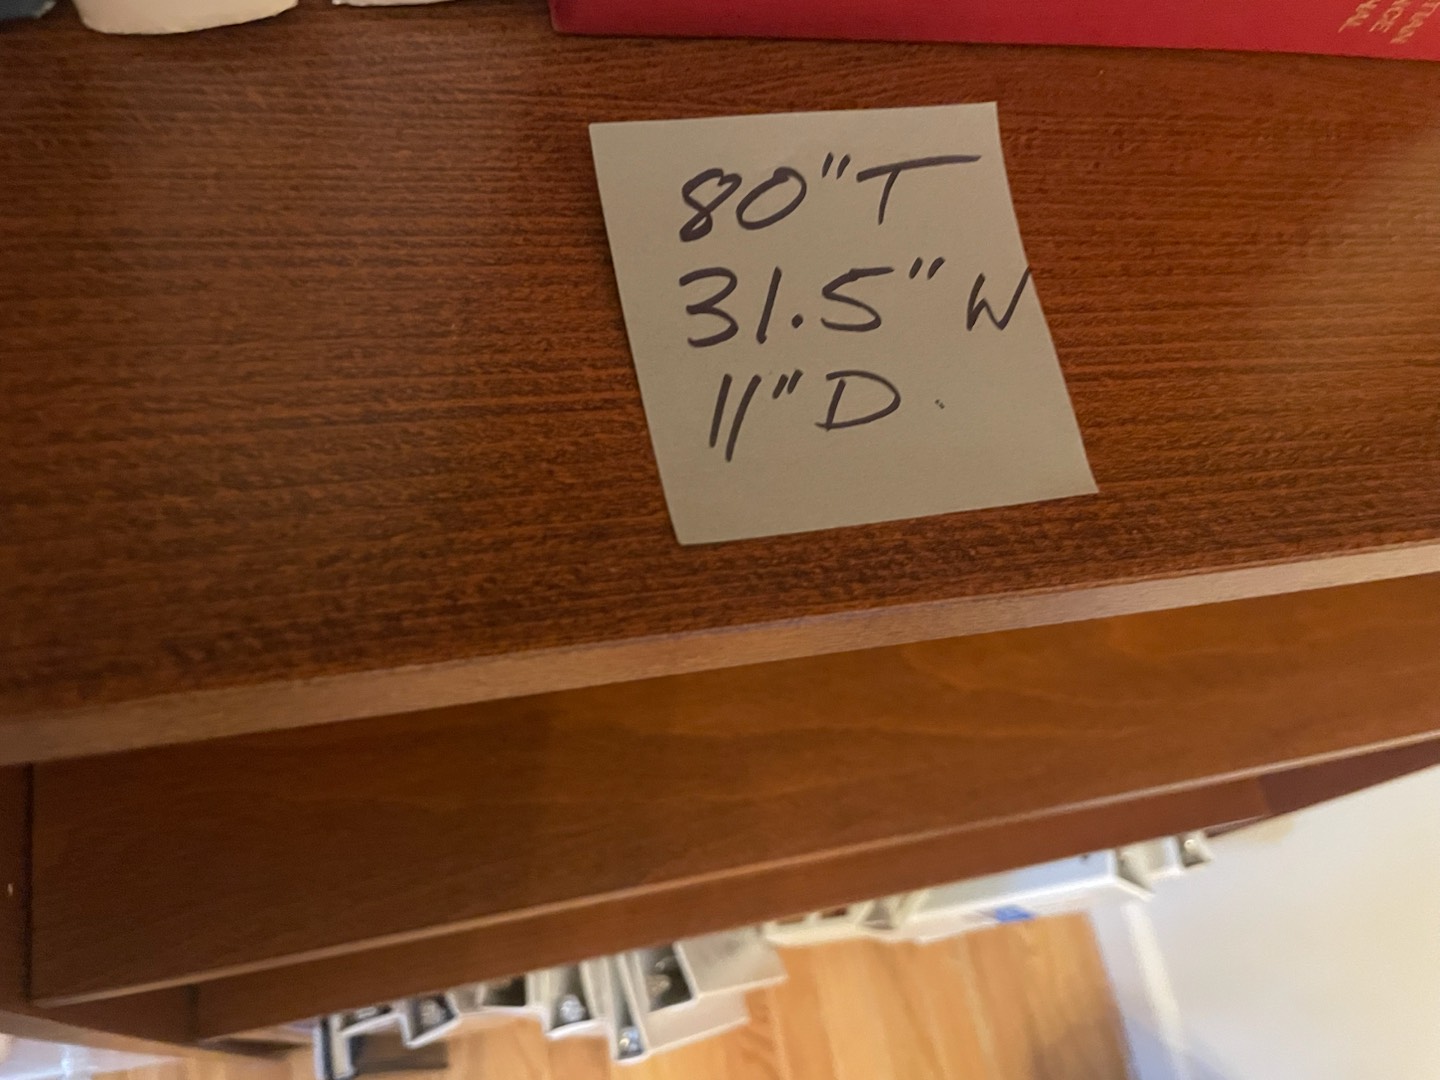 80" T
31.5" W
11" D.